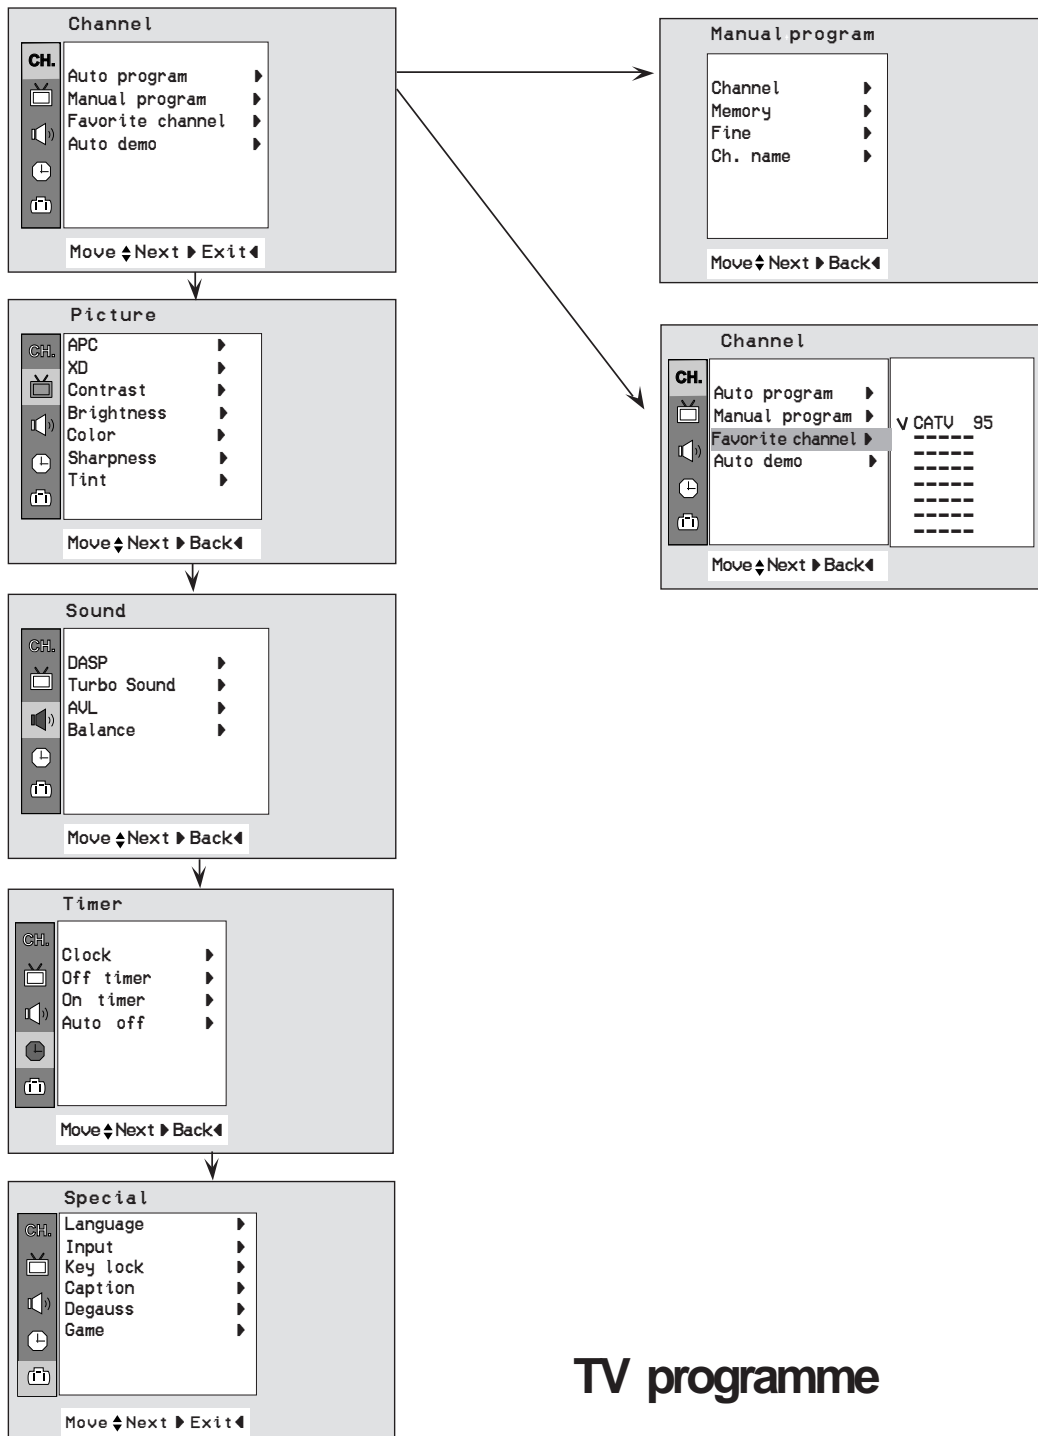 Channel
CH.
Auto program
Manual program
Favorite channel
Auto demo
Move Next Exit
Picture
CH.
APC
XD
Contrast
Brightness
Color
Sharpness
Tint
Move Next Back
Sound
CH.
DASP
Turbo Sound
AVL
Balance
Move Next Back
Timer
CH.
Clock
Off timer
On timer
Auto off
Move Next Back
Special
CH.
Language
Input
Key lock
Caption
Degauss
Game
Move Next Exit
Manual program
Channel
Memory
Fine
Ch. name
Move Next Back
Channel
CH.
Auto program
Manual program
Favorite channel
Auto demo
V CATV 95
-----
-----
-----
-----
-----
-----
-----
Move Next Back
TV programme